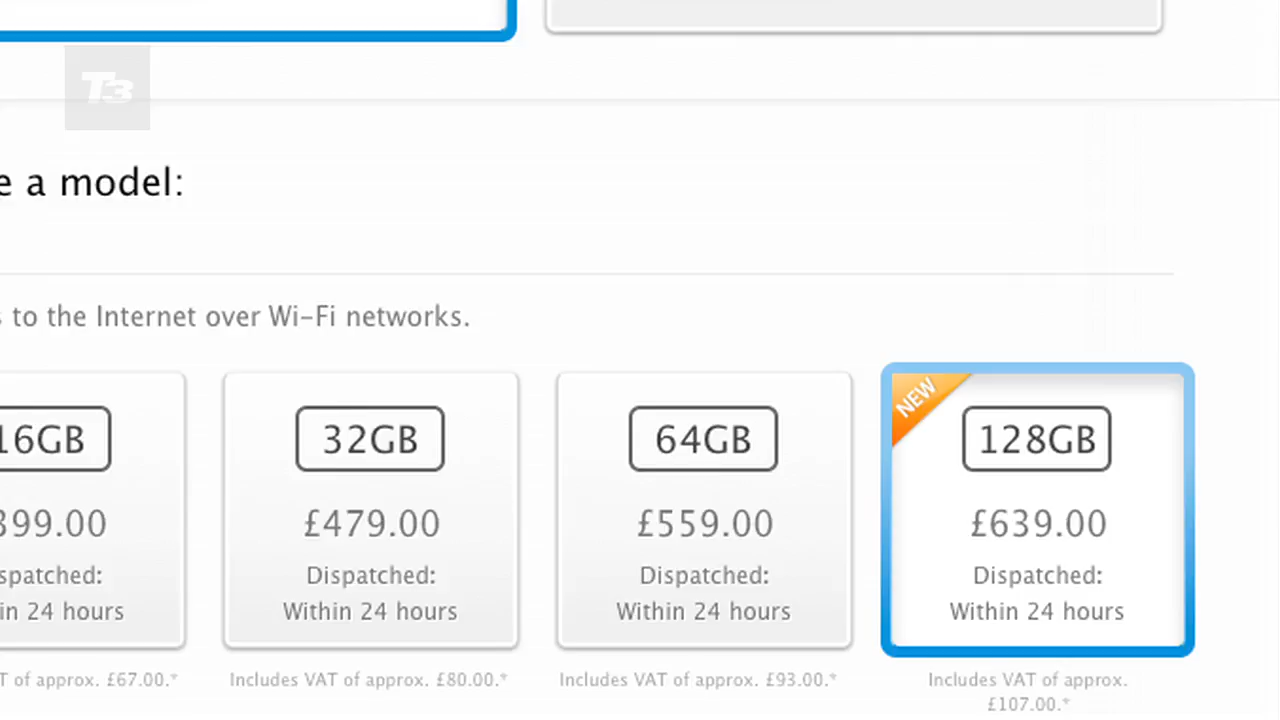 T3
e a model:
s to the Internet over Wi-Fi networks.
16GB
32GB
64GB
NEW
128GB
399.00
£479.00
£559.00
£639.00
spatched:
Dispatched:
Dispatched:
Dispatched:
in 24 hours
Within 24 hours
Within 24 hours
Within 24 hours
T of approx. £67.00.*
Includes VAT of approx. £80.00.*
Includes VAT of approx. £93.00.*
Includes VAT of approx.
£107.00.*